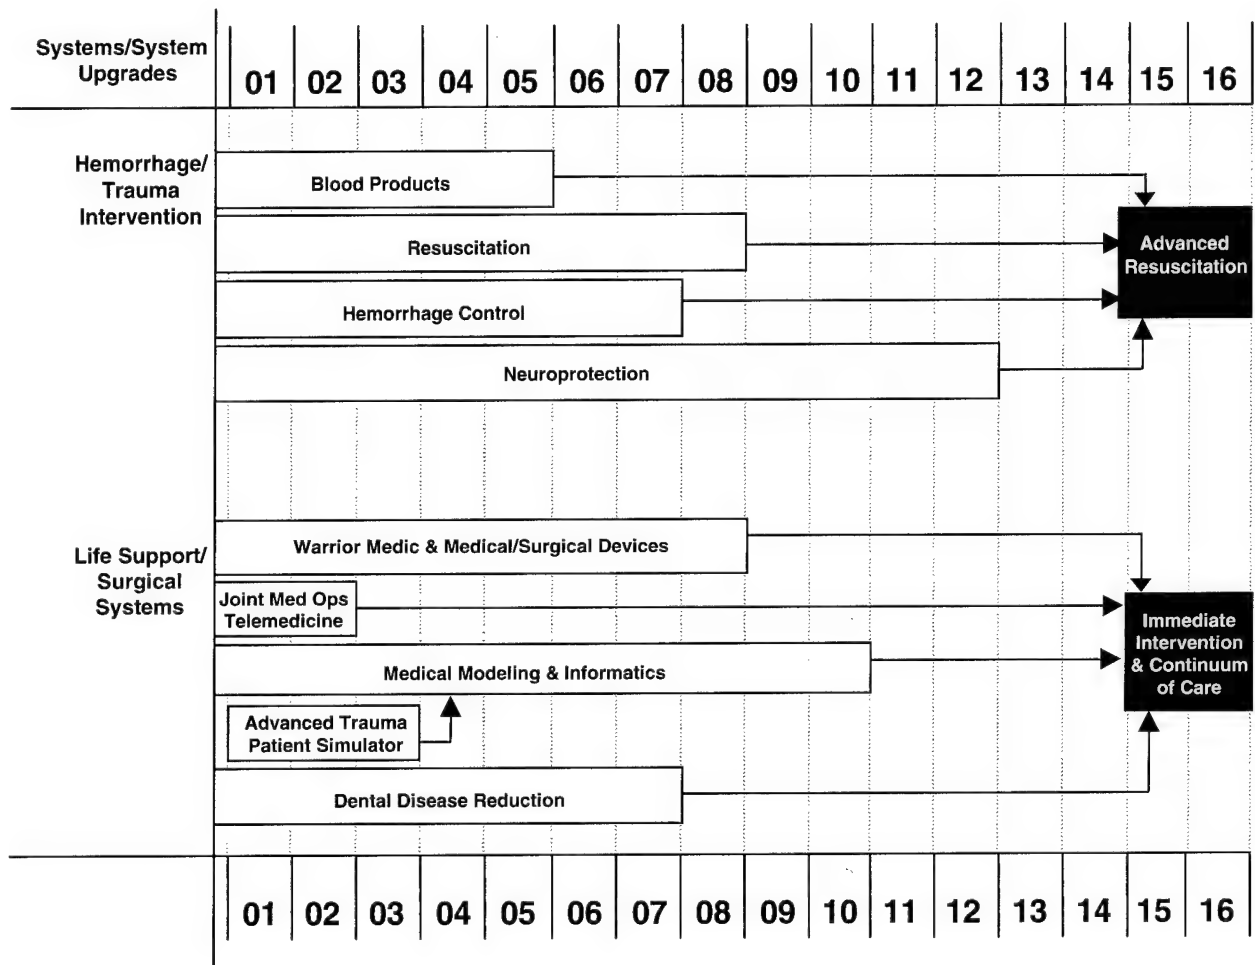 Systems/System
Upgrades
01 02 03 04 05 06 07 08 09 10 11 12 13 14 15 16
Hemorrhage/
Trauma
Intervention
Blood Products
Resuscitation
Advanced
Resuscitation
Hemorrhage Control
Neuroprotection
Life Support/
Surgical
Systems
Warrior Medic & Medical/Surgical Devices
Joint Med Ops
Telemedicine
Immediate
Intervention
& Continuum
of Care
Medical Modeling & Informatics
Advanced Trauma
Patient Simulator
Dental Disease Reduction
01 02 03 04 05 06 07 08 09 10 11 12 13 14 15 16